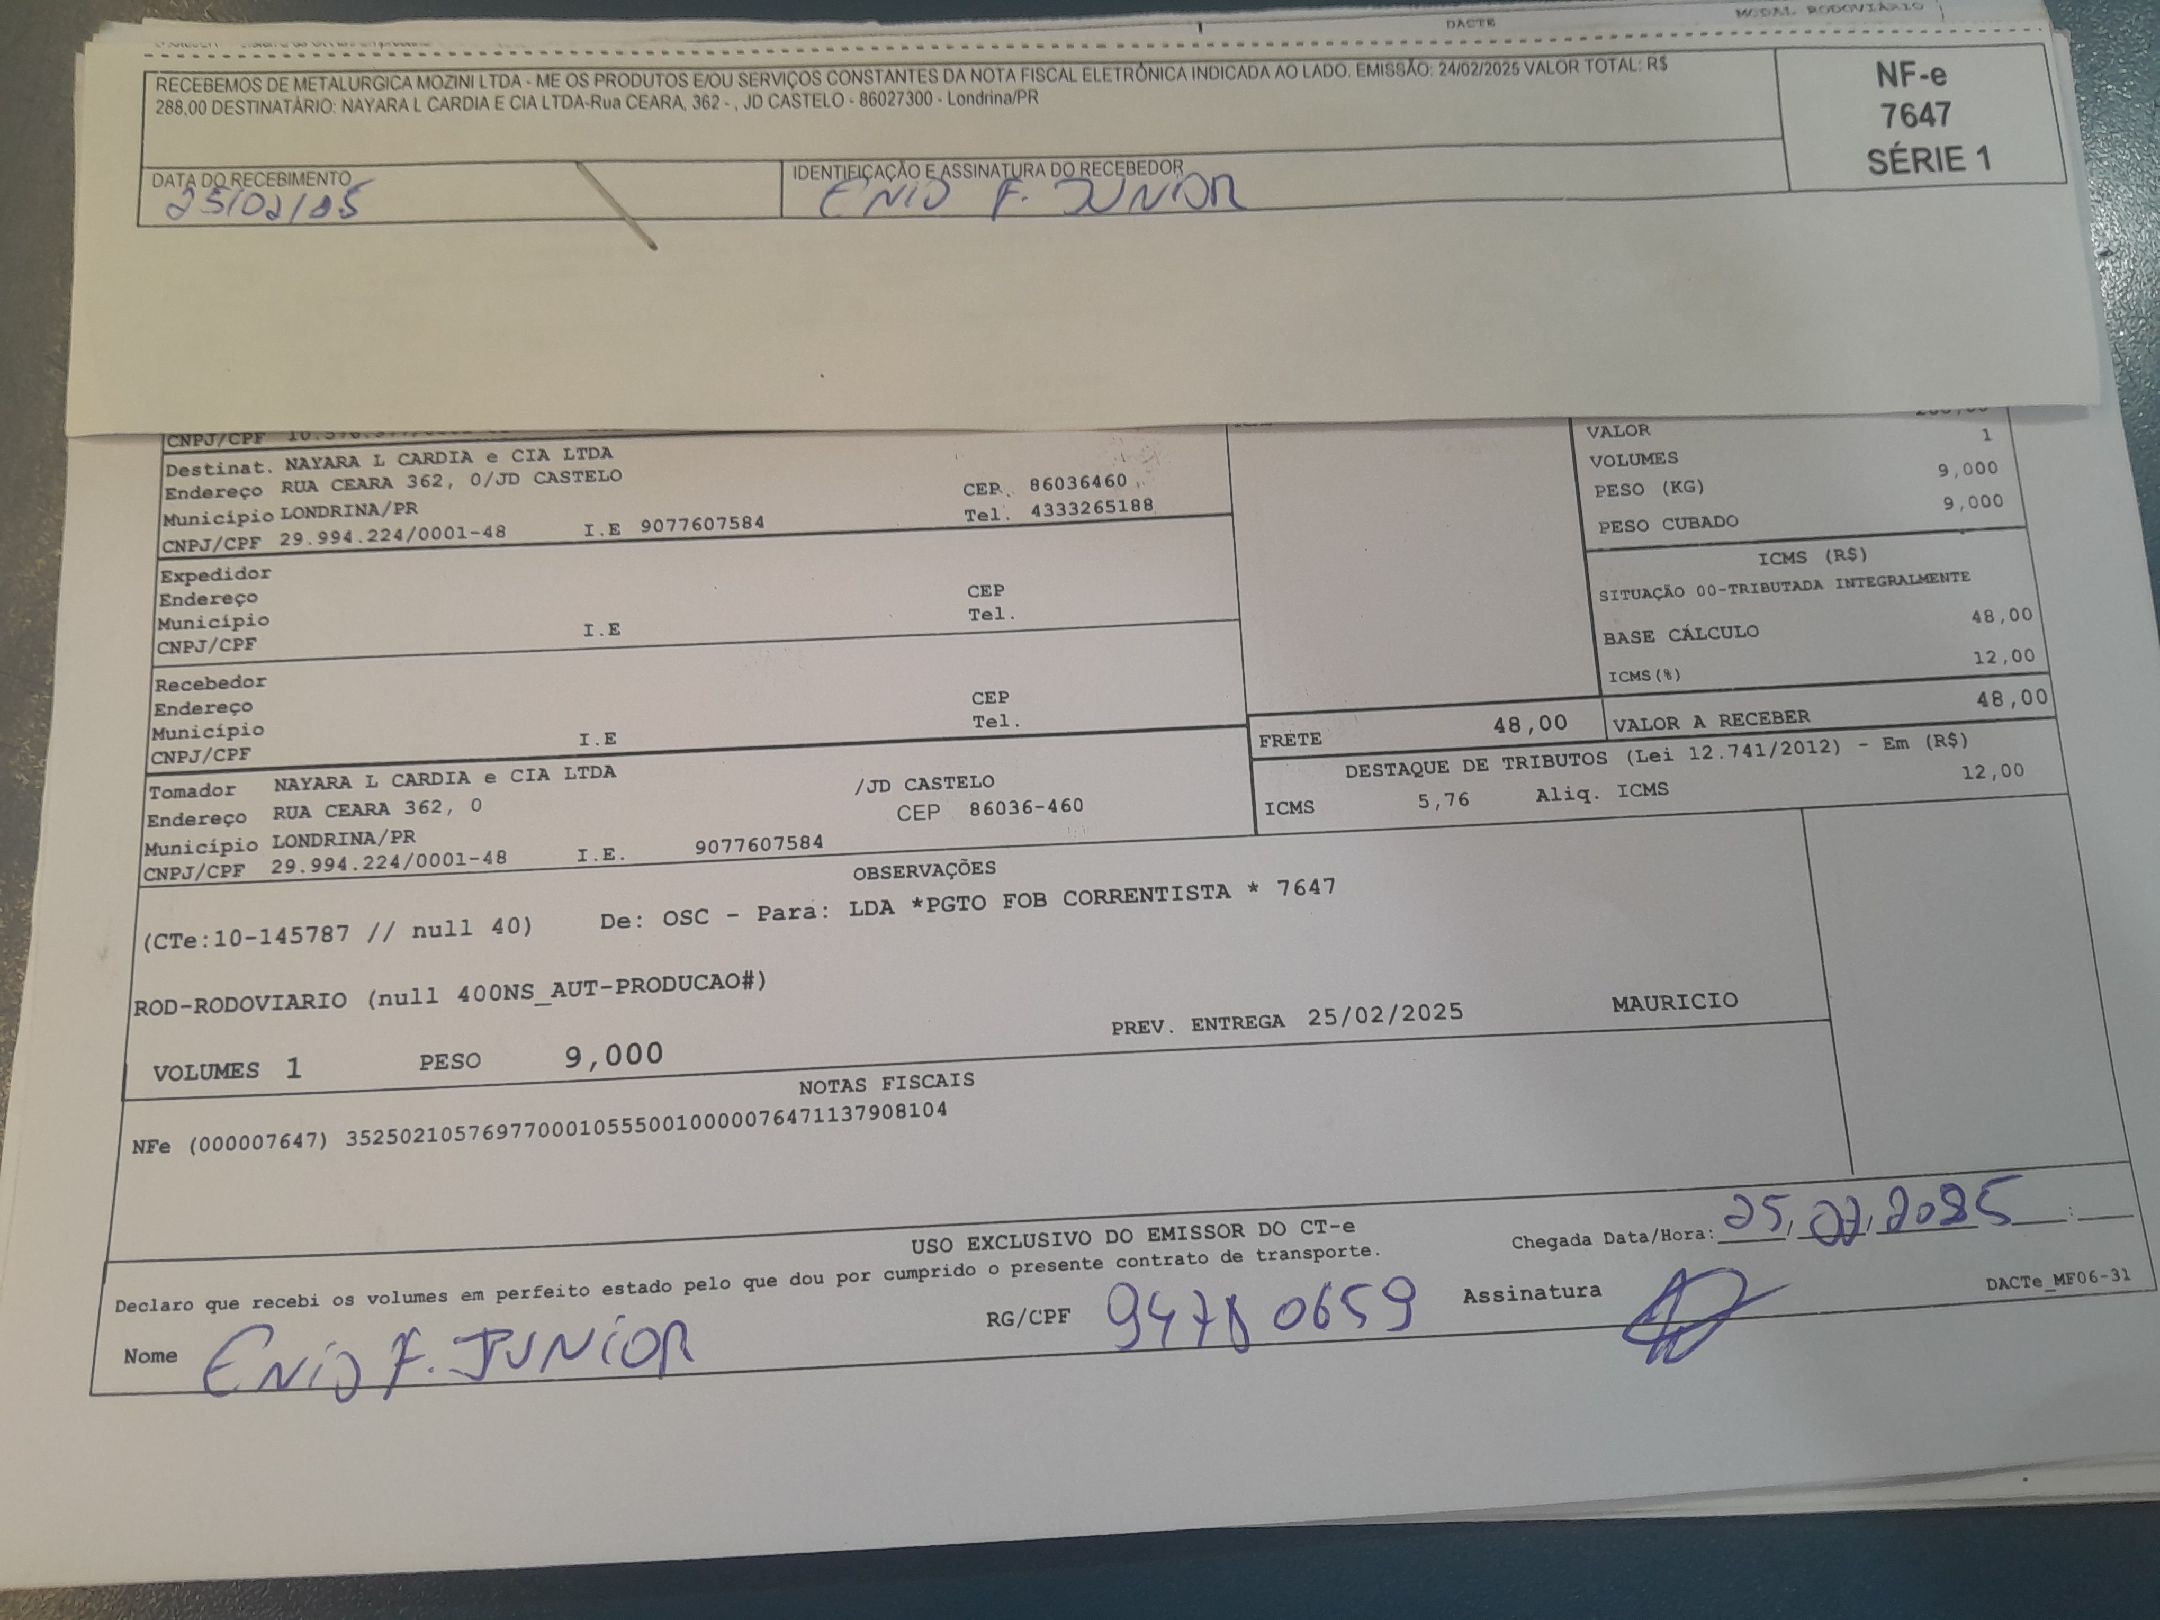 DACTE
MODAL RODOVIÁRIO
RECEBEMOS DE METALURGICA MOZINI LTDA - ME OS PRODUTOS E/OU SERVIÇOS CONSTANTES DA NOTA FISCAL ELETRÔNICA INDICADA AO LADO. EMISSÃO: 24/02/2025 VALOR TOTAL: R$
288,00 DESTINATÁRIO: NAYARA L CARDIA E CIA LTDA-Rua CEARA, 362 - , JD CASTELO - 86027300 - Londrina/PR
NF-e
7647
SÉRIE 1
DATA DO RECEBIMENTO
25/02/25
IDENTIFICAÇÃO E ASSINATURA DO RECEBEDOR
ENIO F. JUNIOR
CNPJ/CPF
Destinat. NAYARA L CARDIA e CIA LTDA
Endereço RUA CEARA 362, 0/JD CASTELO CEP. 86036460
Município LONDRINA/PR Tel. 4333265188
CNPJ/CPF 29.994.224/0001-48 I.E 9077607584
Expedidor
Endereço CEP
Município Tel.
CNPJ/CPF I.E
Recebedor
Endereço CEP
Município Tel.
CNPJ/CPF I.E
Tomador NAYARA L CARDIA e CIA LTDA /JD CASTELO
Endereço RUA CEARA 362, 0 CEP 86036-460
Município LONDRINA/PR
CNPJ/CPF 29.994.224/0001-48 I.E. 9077607584
VALOR
VOLUMES 1
PESO (KG) 9,000
PESO CUBADO 9,000
ICMS (R$)
SITUAÇÃO 00-TRIBUTADA INTEGRALMENTE
BASE CÁLCULO 48,00
ICMS(%) 12,00
FRETE 48,00 VALOR A RECEBER 48,00
DESTAQUE DE TRIBUTOS (Lei 12.741/2012) - Em (R$)
ICMS 5,76 Aliq. ICMS 12,00
OBSERVAÇÕES
(CTe:10-145787 // null 40) De: OSC - Para: LDA *PGTO FOB CORRENTISTA * 7647
ROD-RODOVIARIO (null 400NS_AUT-PRODUCAO#)
PREV. ENTREGA 25/02/2025 MAURICIO
VOLUMES 1 PESO 9,000
NOTAS FISCAIS
NFe (000007647) 35250210576977000105550010000076471137908104
USO EXCLUSIVO DO EMISSOR DO CT-e
Declaro que recebi os volumes em perfeito estado pelo que dou por cumprido o presente contrato de transporte.
Chegada Data/Hora: 25/02/2025 :
Nome ENIO F. JUNIOR RG/CPF 94780659 Assinatura
DACTe_MF06-31